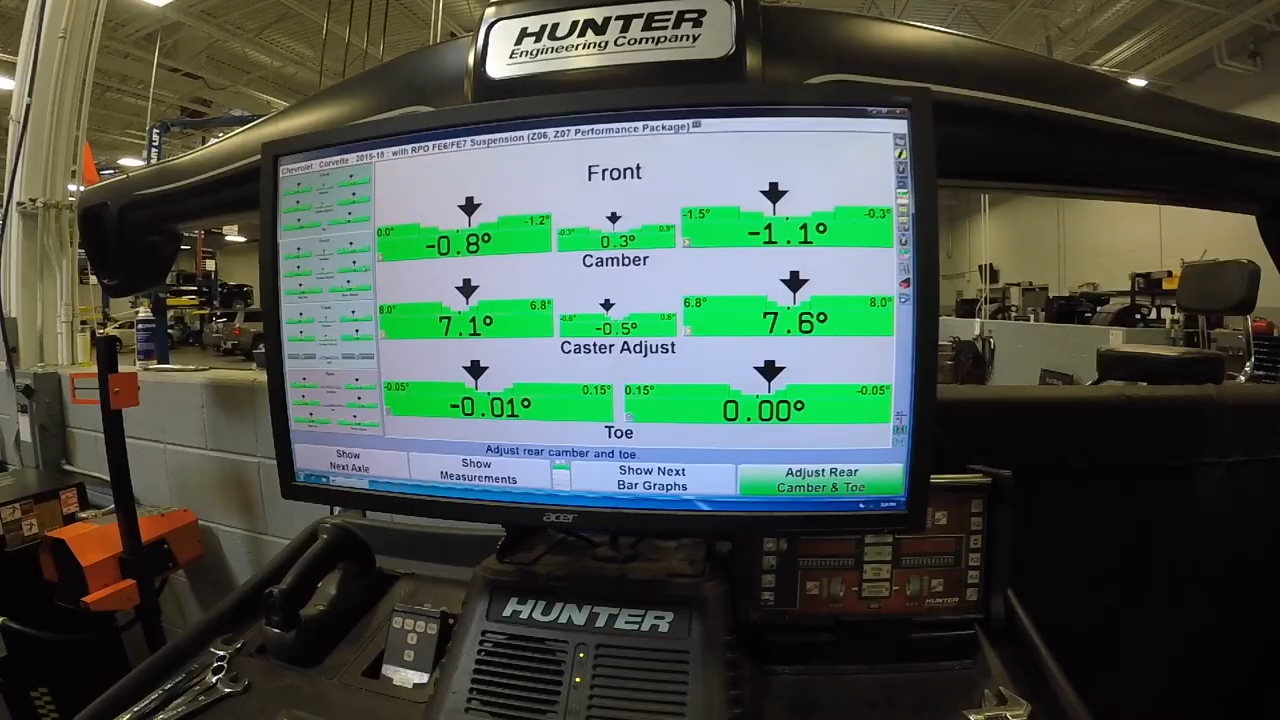 HUNTER
Engineering Company
Chevrolet : Corvette : 2015-18 : with RPO FE6/FE7 Suspension (Z06, Z07 Performance Package)
Front
0.0° -1.2° -0.3° 0.9° -1.5° -0.3°
-0.8° 0.3° -1.1°
Camber
8.0° 6.8° -0.6° 0.6° 6.8° 8.0°
7.1° -0.5° 7.6°
Caster Adjust
-0.05° 0.15° 0.15° -0.05°
-0.01° 0.00°
Toe
Adjust rear camber and toe.
Show Next Axle
Show Measurements
Show Next Bar Graphs
Adjust Rear Camber & Toe
acer
HUNTER
HUNTER